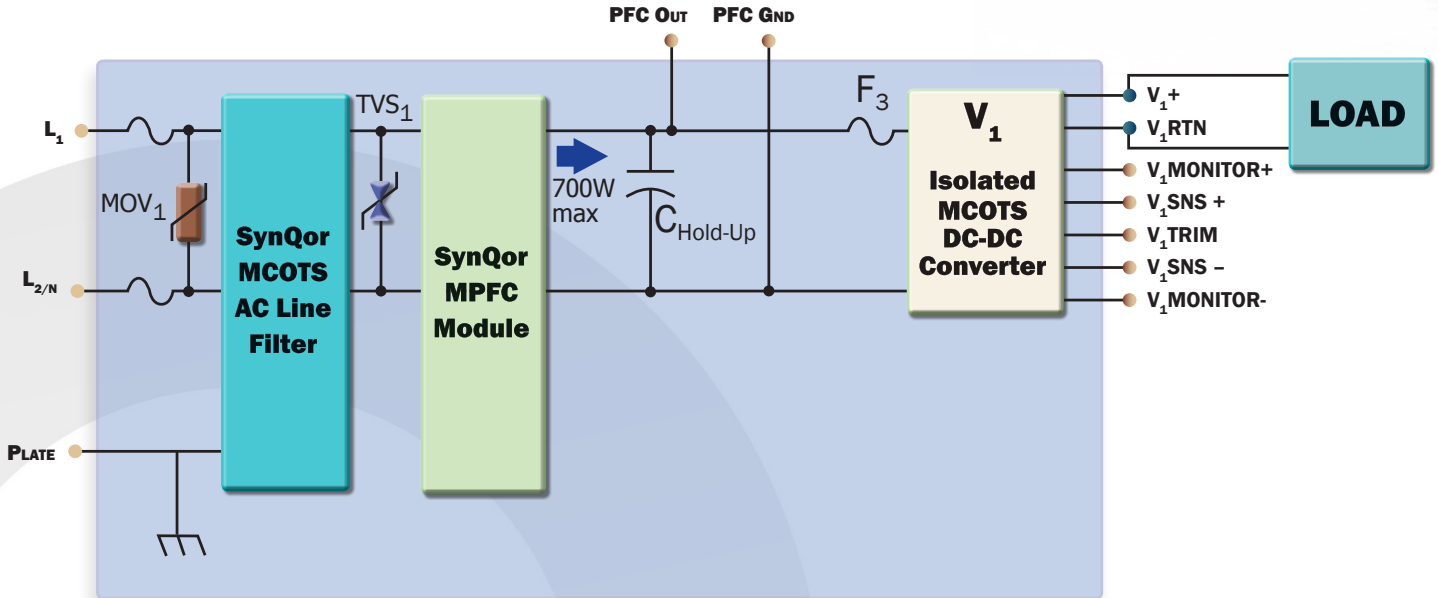 PFC OUT
PFC GND
L1
L2/N
PLATE
MOV1
SynQor
MCOTS
AC Line
Filter
TVS1
SynQor
MPFC
Module
700W
max
CHold-Up
F3
V1
Isolated
MCOTS
DC-DC
Converter
V1+
V1RTN
V1MONITOR+
V1SNS +
V1TRIM
V1SNS –
V1MONITOR-
LOAD